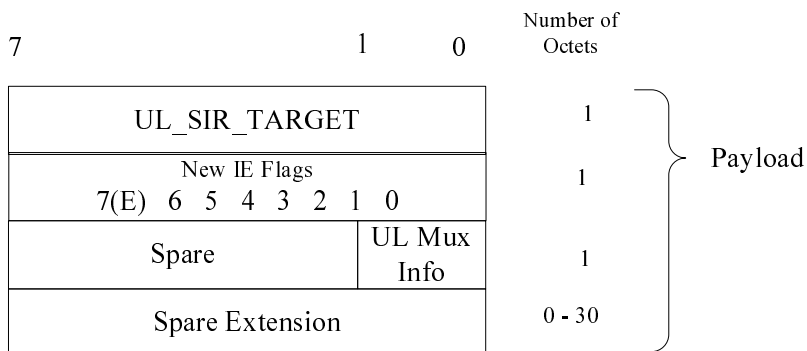 Number of
Octets
7 1 0
UL_SIR_TARGET 1
New IE Flags
7(E) 6 5 4 3 2 1 0 1
Payload
Spare
UL Mux
Info
1
Spare Extension 0 - 30